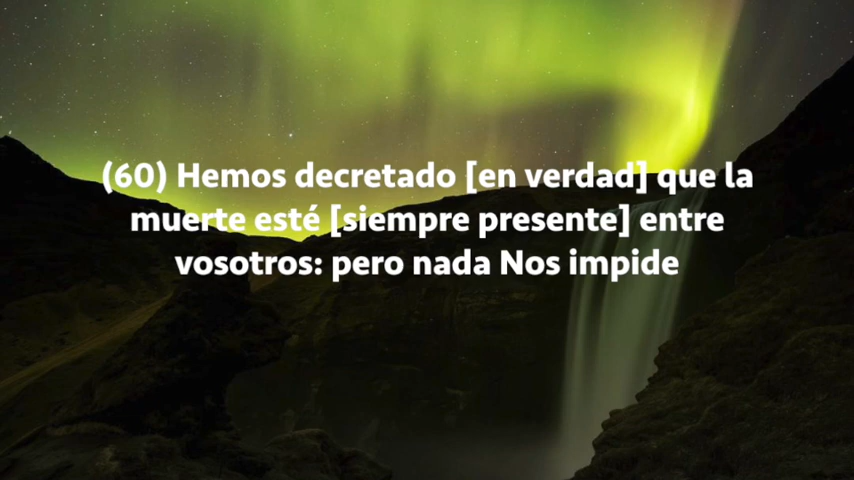 (60) Hemos decretado [en verdad] que la
muerte esté [siempre presente] entre
vosotros: pero nada Nos impide